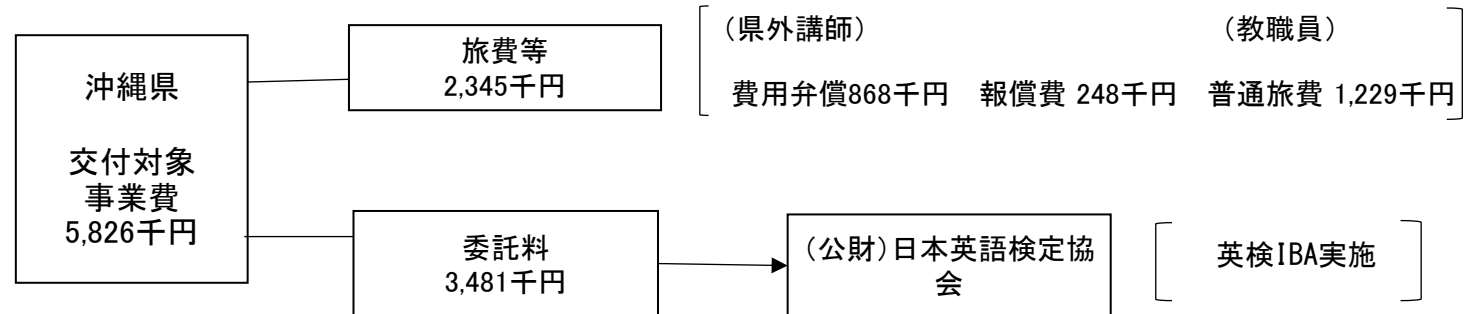 沖縄県
交付対象
事業費
5,826千円
旅費等
2,345千円
（県外講師） （教職員）
費用弁償868千円 報償費 248千円 普通旅費 1,229千円
委託料
3,481千円
（公財）日本英語検定協
会
英検IBA実施